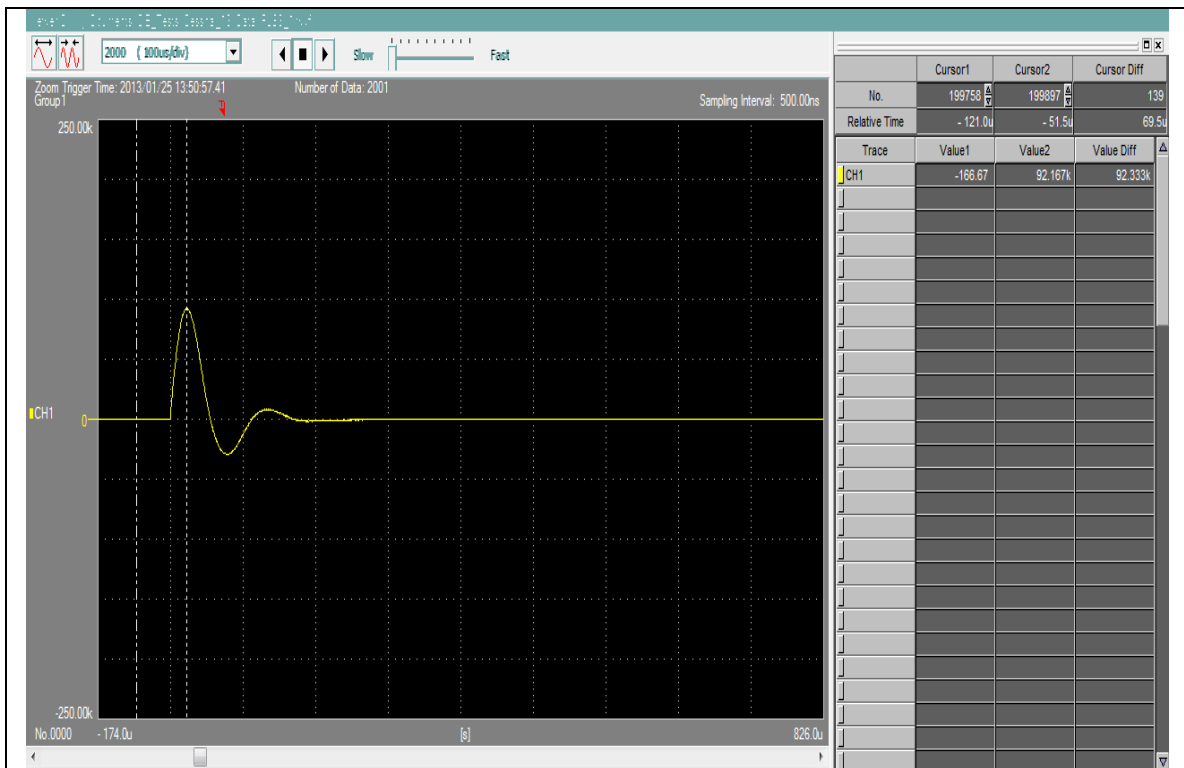 2000 ( 100us/div)
Slow
Fast
Zoom Trigger Time: 2013/01/25 13:50:57.41
Number of Data: 2001
Group1
Sampling Interval: 500.00ns
250.00k
CH1
0
-250.00k
No.0000
- 174.0u
[s]
826.0u
Cursor1 Cursor2 Cursor Diff
No. 199758 199897 139
Relative Time - 121.0u - 51.5u 69.5u
Trace Value1 Value2 Value Diff
CH1 -166.67 92.167k 92.333k